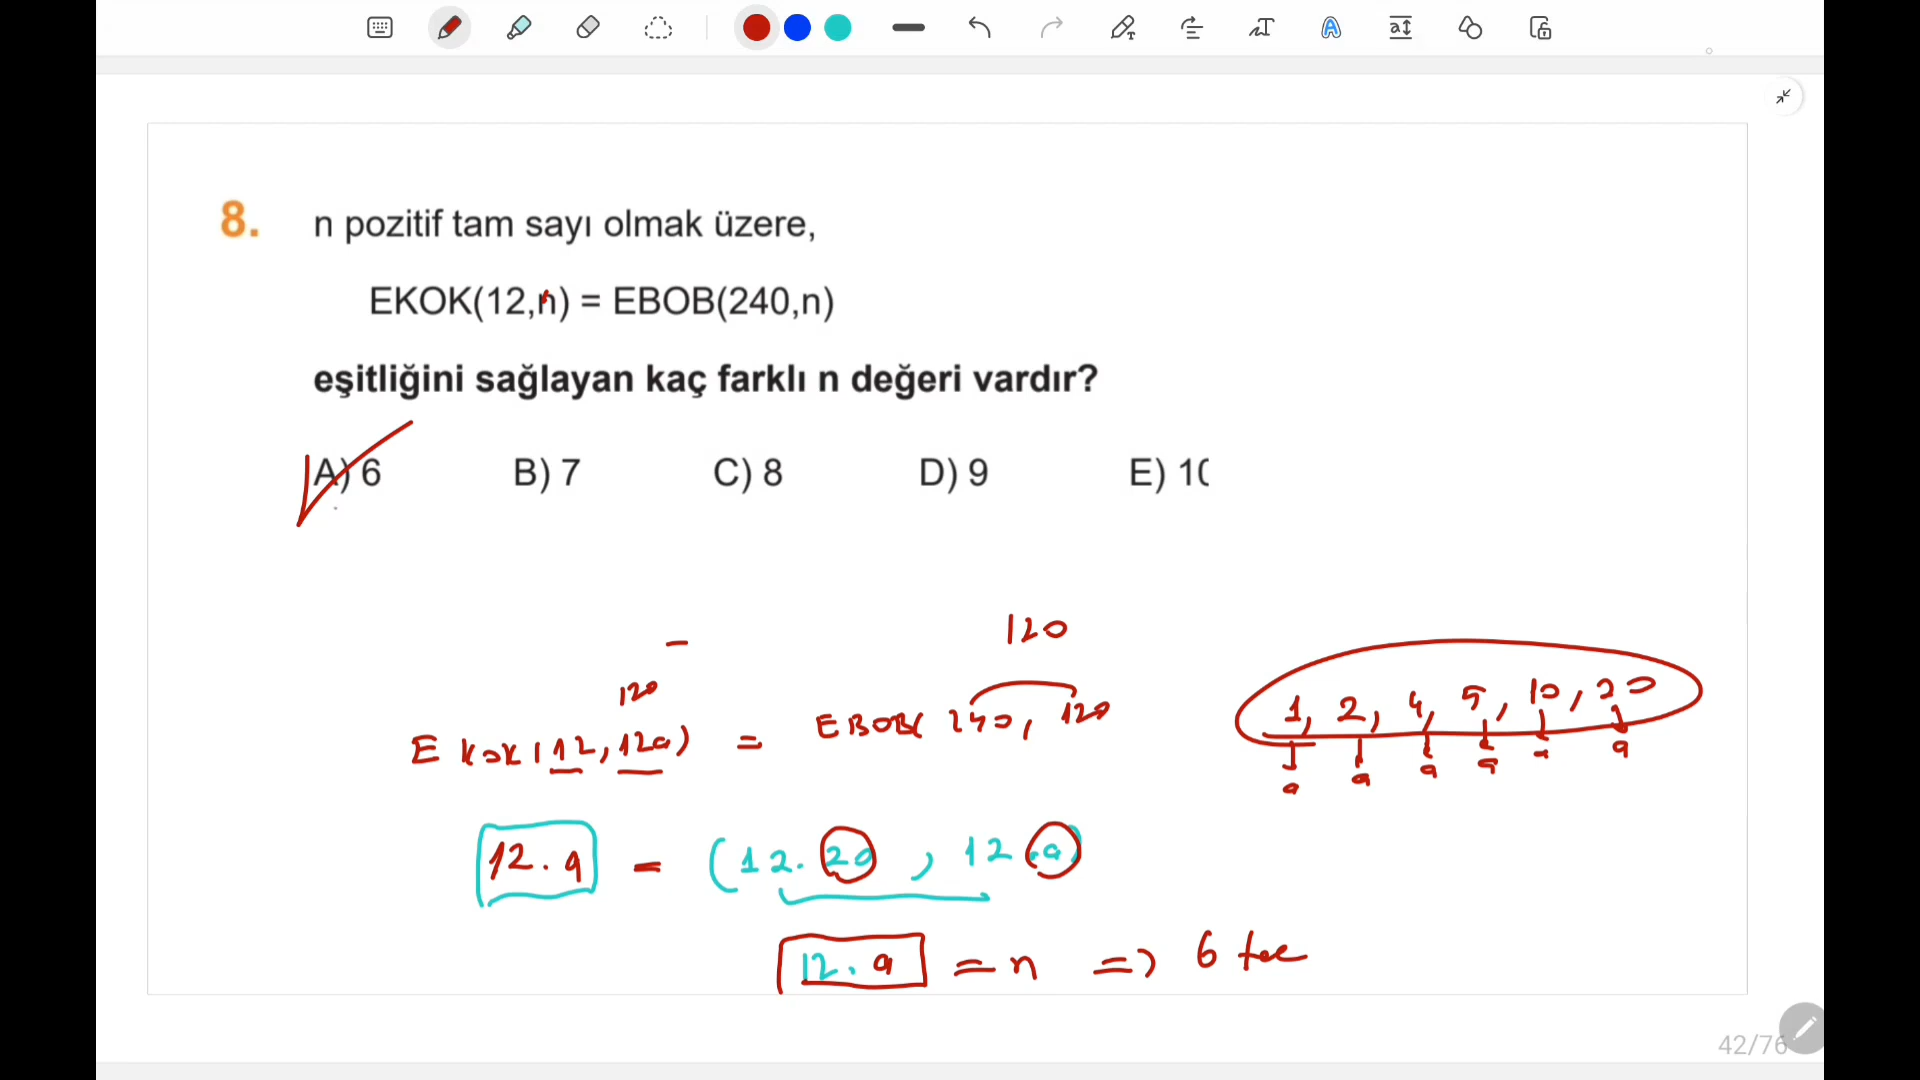 8. n pozitif tam sayı olmak üzere,
EKOK(12,n) = EBOB(240,n)
eşitliğini sağlayan kaç farklı n değeri vardır?
A) 6 B) 7 C) 8 D) 9 E) 10
120
120
EKOK(12,12a) = EBOB(240, 120
1, 2, 4, 5, 10, 20
a a a a a a
12.a = (12.20, 12.a)
12.a = n => 6 tane
42/76